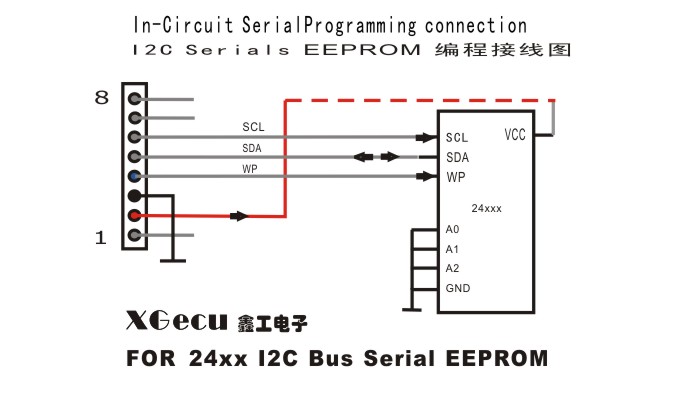 In-Circuit SerialProgramming connection
I2C Serials EEPROM 编程接线图
8
SCL
SDA
WP
1
SCL
VCC
SDA
WP
24xxx
A0
A1
A2
GND
XGecu 鑫工电子
FOR 24xx I2C Bus Serial EEPROM